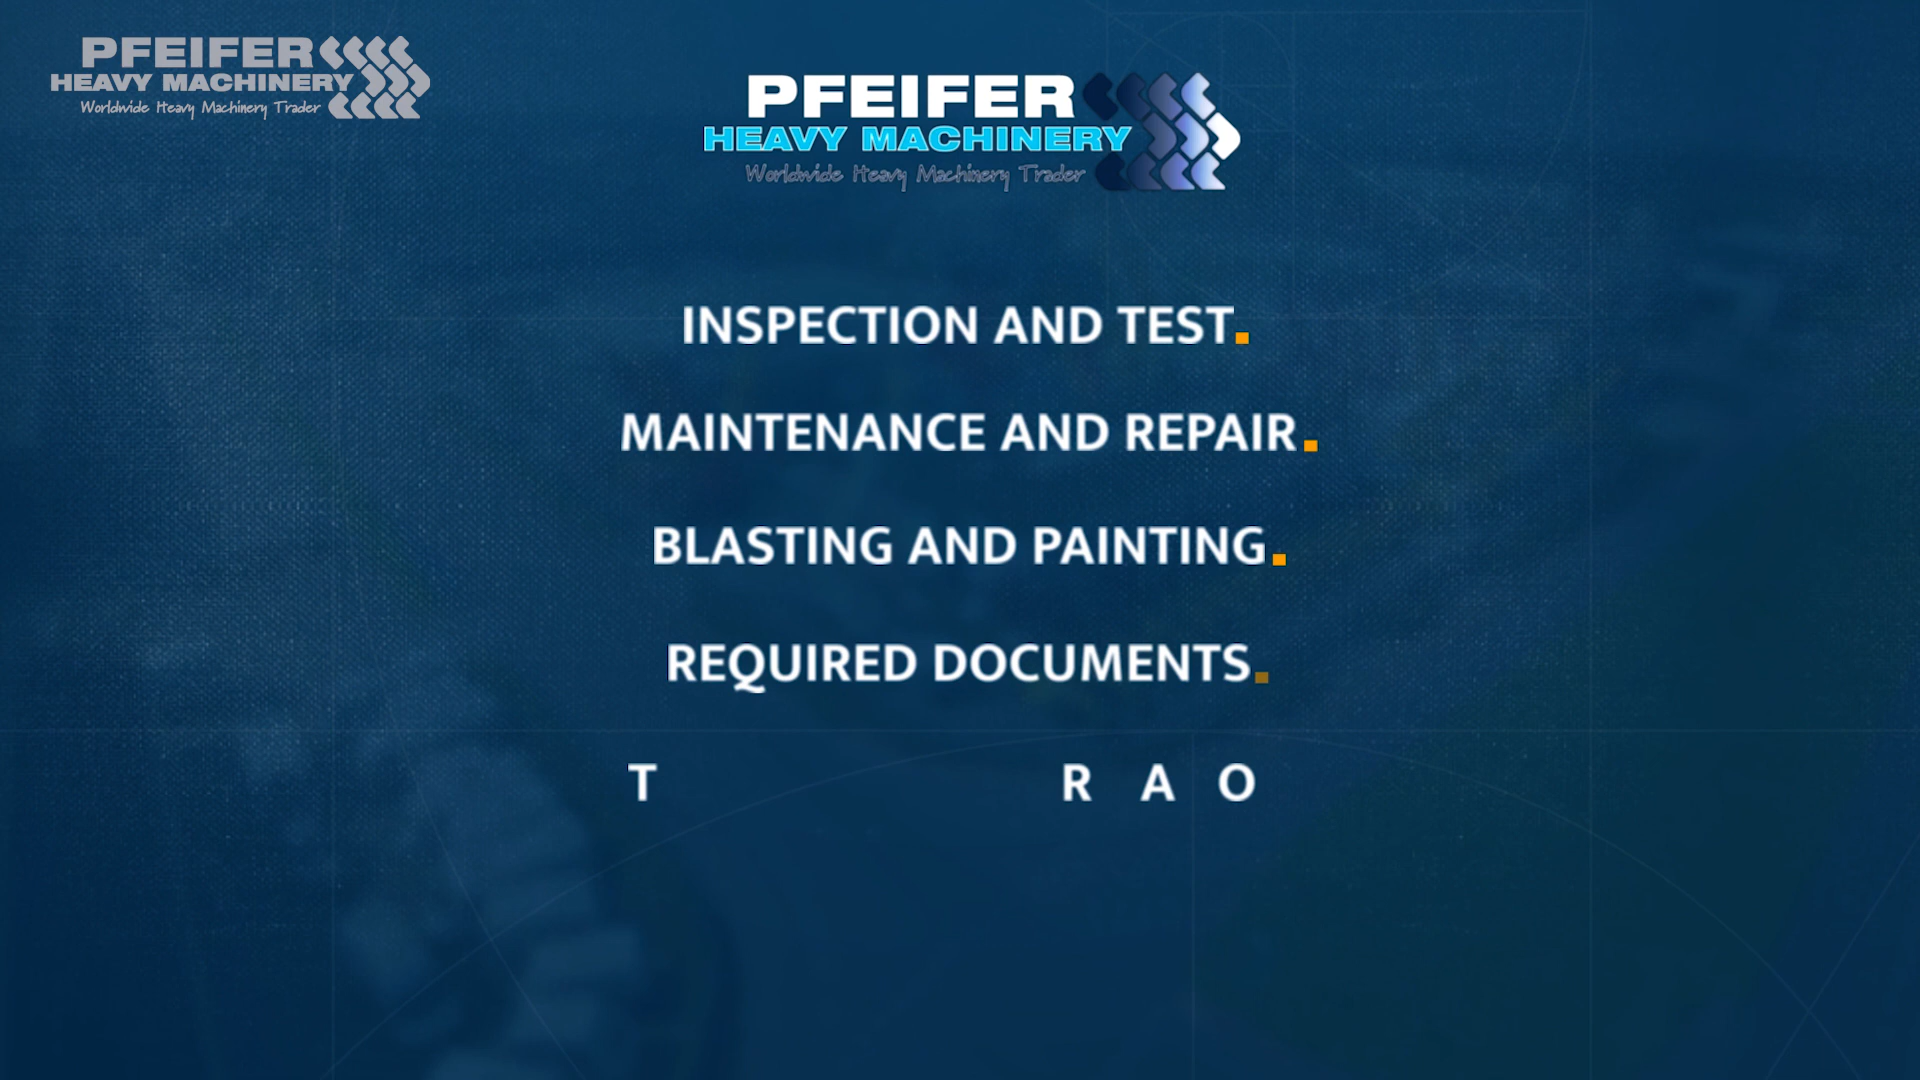 PFEIFER
HEAVY MACHINERY
Worldwide Heavy Machinery Trader
PFEIFER
HEAVY MACHINERY
Worldwide Heavy Machinery Trader
INSPECTION AND TEST.
MAINTENANCE AND REPAIR.
BLASTING AND PAINTING.
REQUIRED DOCUMENTS.
T R A O